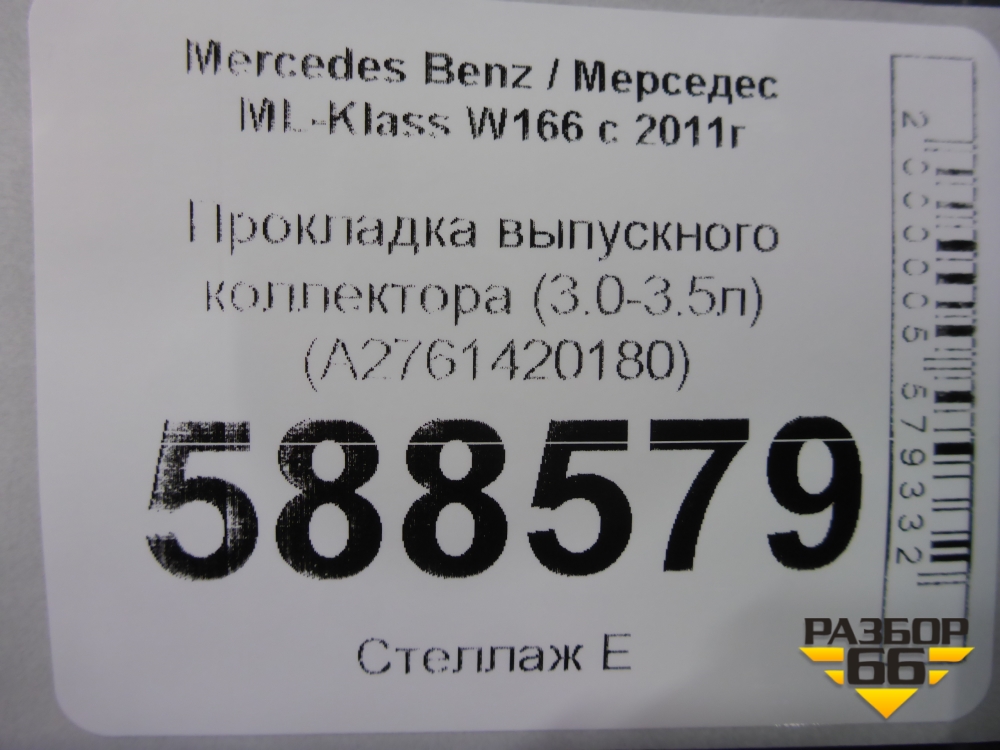 Mercedes Benz / Мерседес
ML-Klass W166 с 2011г
Прокладка выпускного
коллектора (3.0-3.5л)
(A2761420180)
588579
Стеллаж Е
2000005579332
РАЗБОР
66